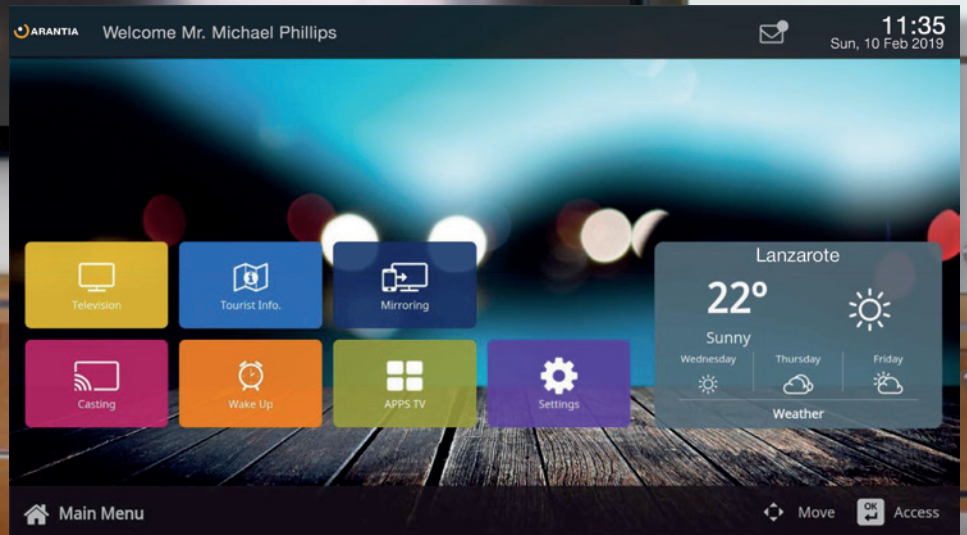 ARANTIA
Welcome Mr. Michael Phillips
11:35
Sun, 10 Feb 2019
Television
Tourist Info.
Mirroring
Casting
Wake Up
APPS TV
Settings
Lanzarote
22º
Sunny
Wednesday Thursday Friday
Weather
Main Menu
Move
OK
Access